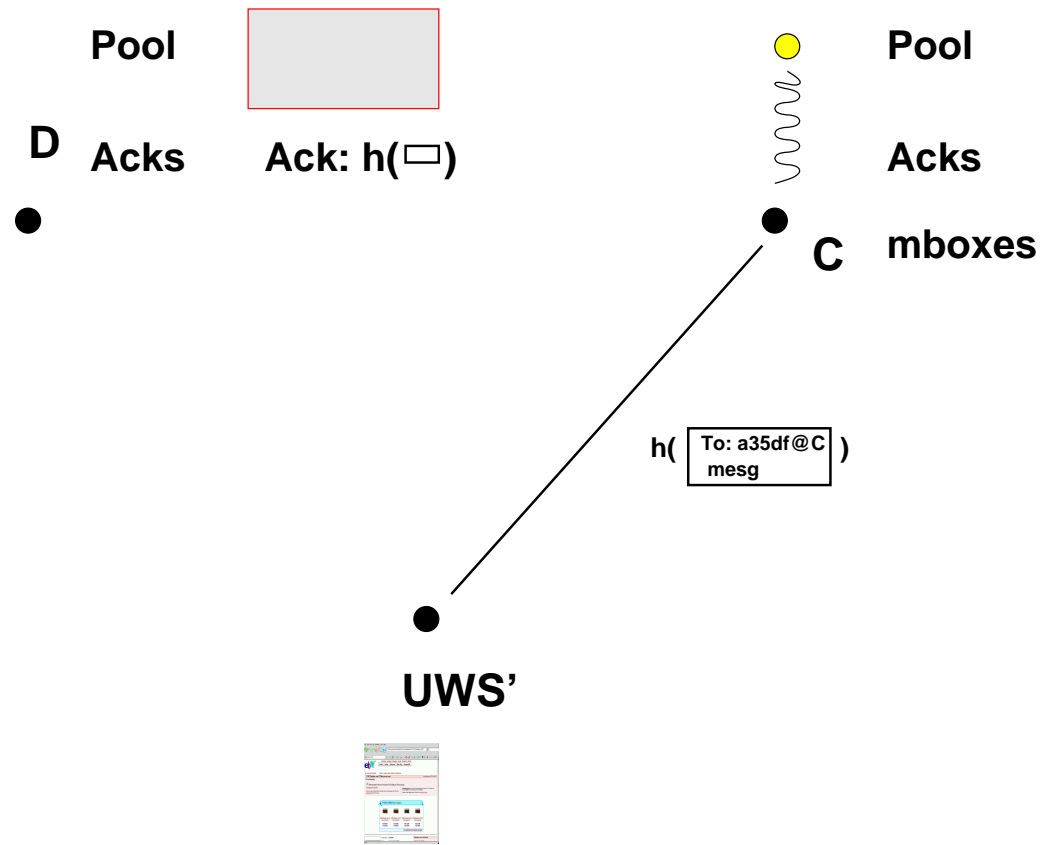 Pool
D
Acks
Ack: h( )
Pool
Acks
C
mboxes
h( To: a35df@C
mesg )
UWS’